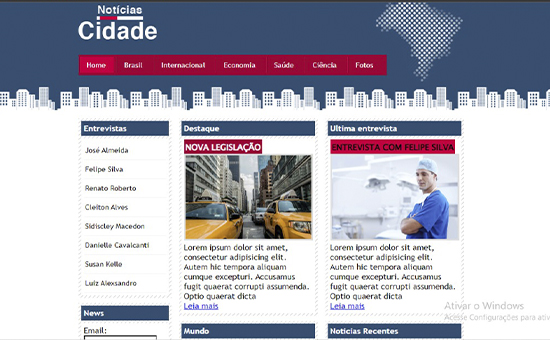 Notícias
Cidade
Home Brasil Internacional Economia Saúde Ciência Fotos
Entrevistas
José Almeida
Felipe Silva
Renato Roberto
Cleiton Alves
Sidiscley Macedon
Danielle Cavalcanti
Susan Kelle
Luiz Alexsandro
News
Email:
Destaque
NOVA LEGISLAÇÃO
Lorem ipsum dolor sit amet,
consectetur adipisicing elit.
Autem hic tempora aliquam
cumque excepturi. Accusamus
fugit quaerat corrupti assumenda.
Optio quaerat dicta
Leia mais
Mundo
Ultima entrevista
ENTREVISTA COM FELIPE SILVA
Lorem ipsum dolor sit amet,
consectetur adipisicing elit.
Autem hic tempora aliquam
cumque excepturi. Accusamus
fugit quaerat corrupti assumenda.
Optio quaerat dicta
Leia mais
Noticias Recentes
Ativar o Windows
Acesse Configurações para ativ